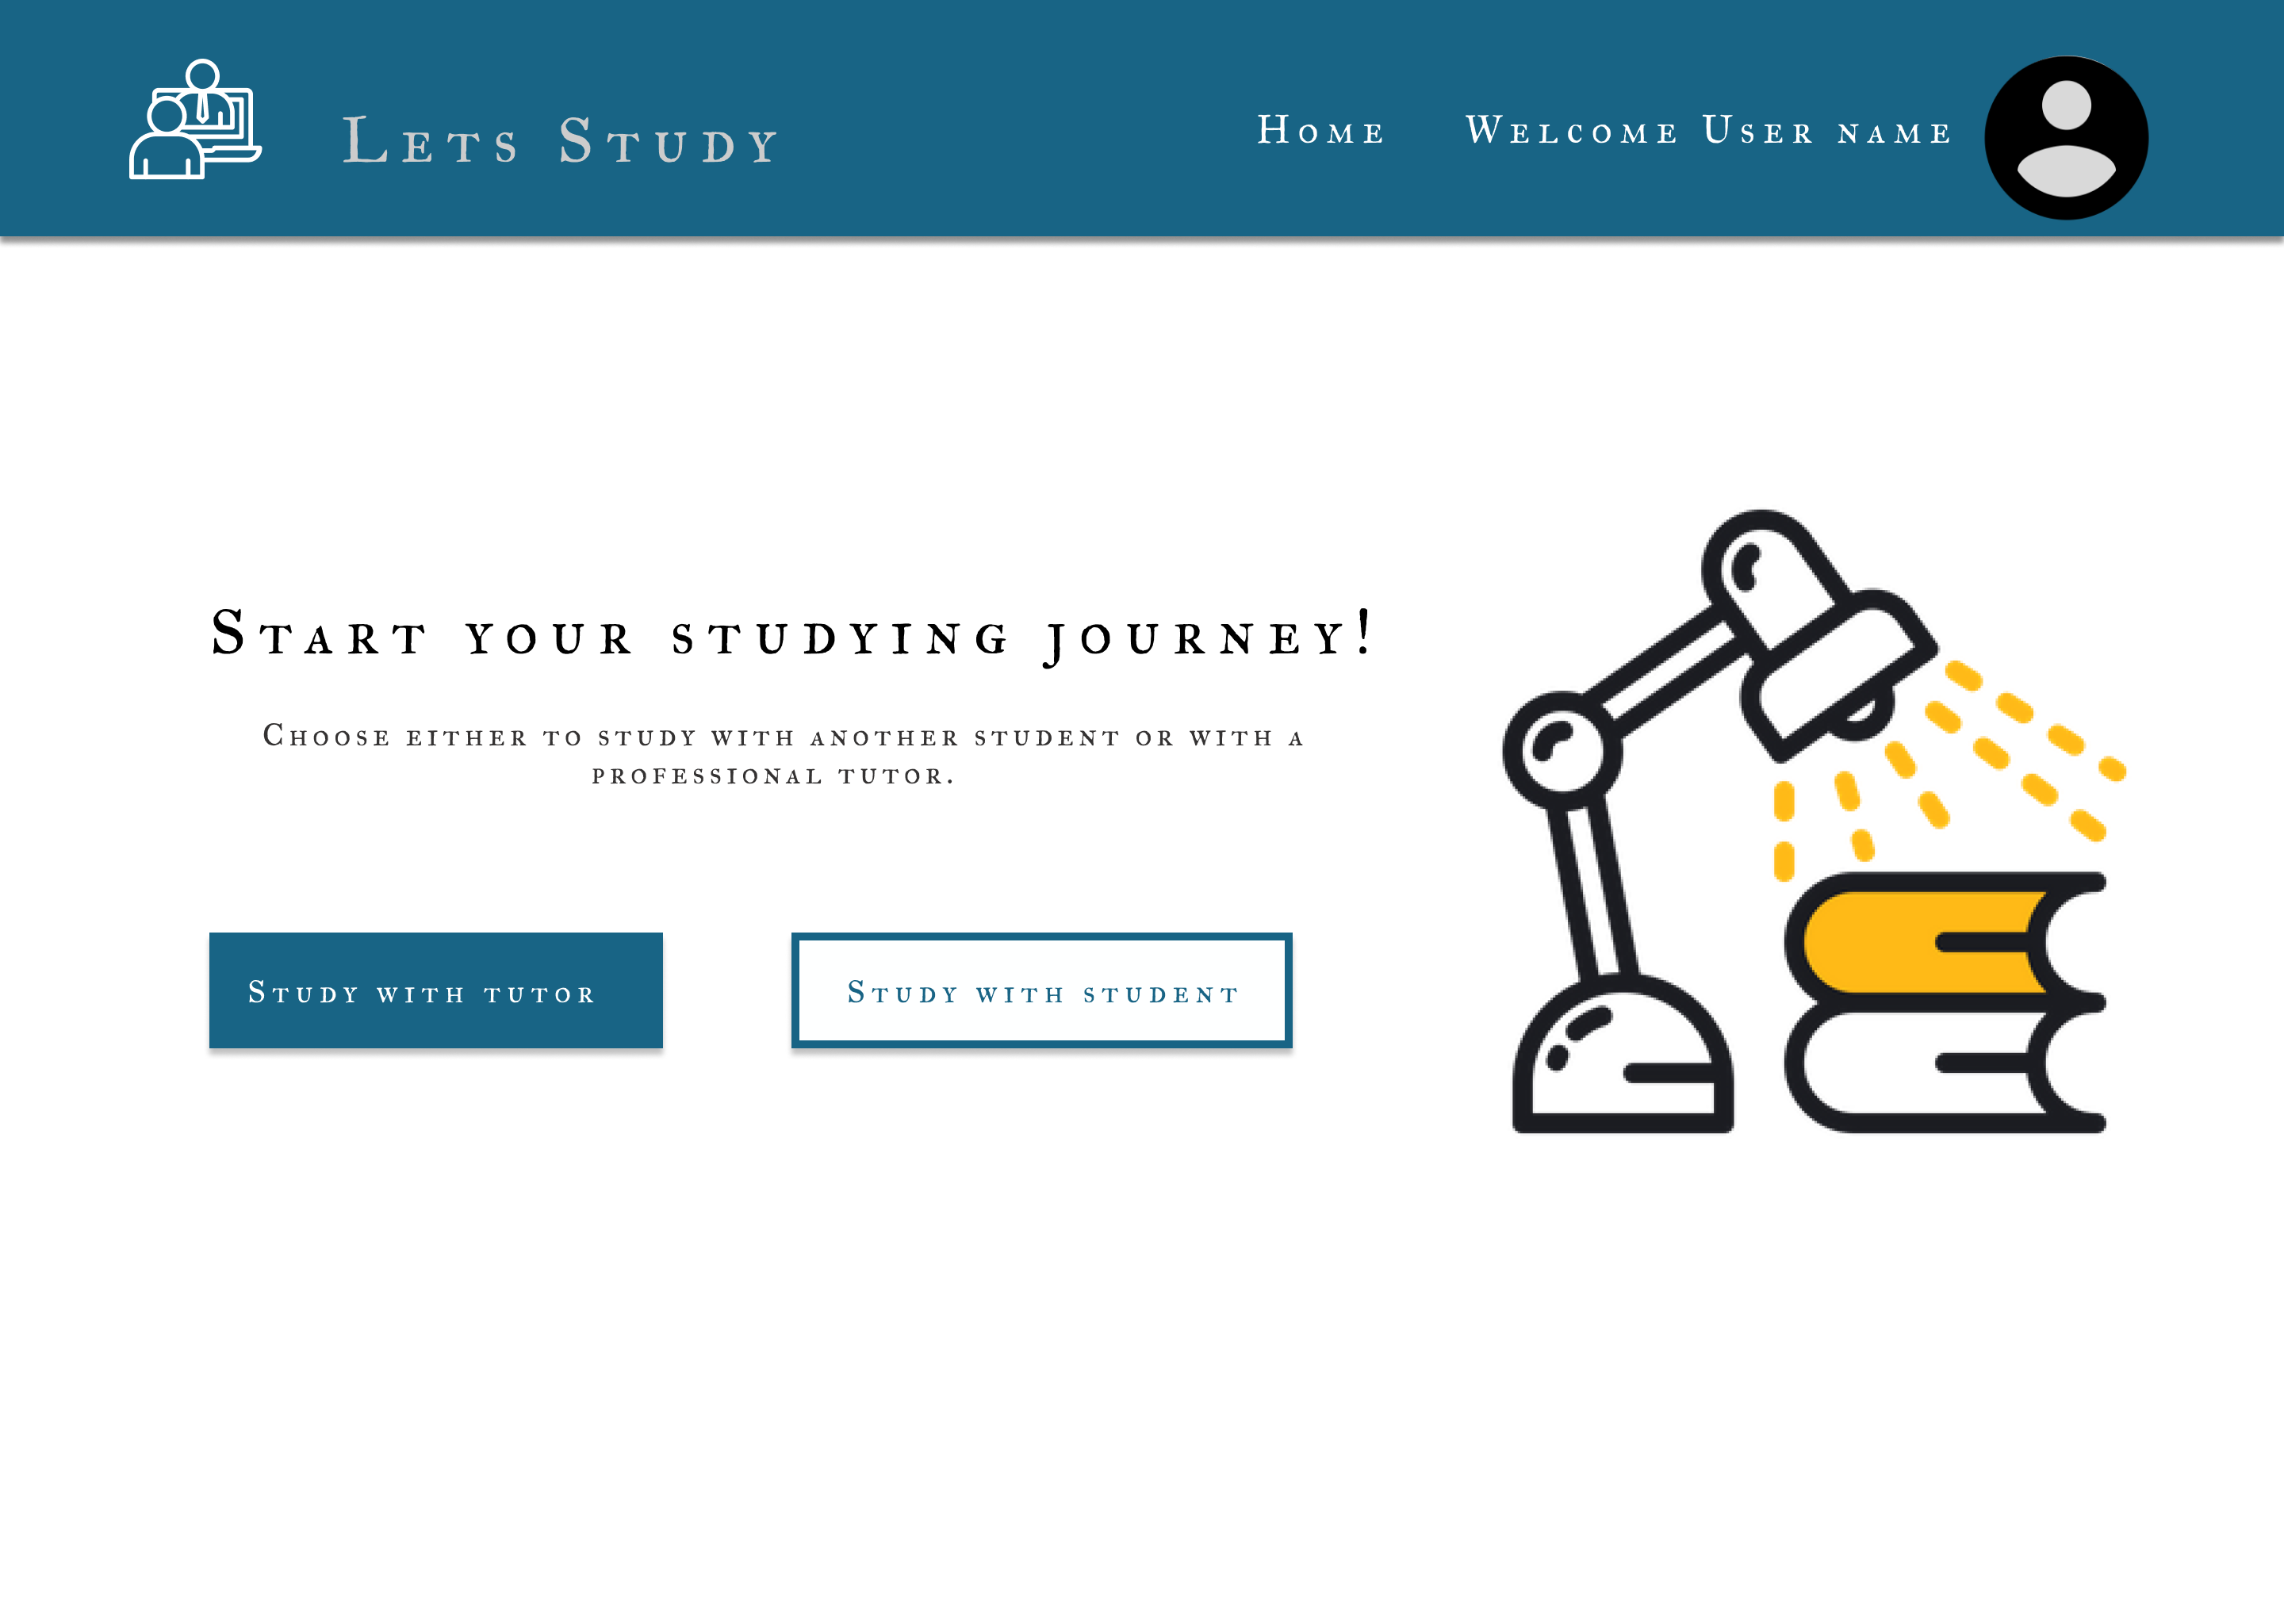 Lets Study
Home
Welcome User name
Start your studying journey!
Choose either to study with another student or with a
professional tutor.
Study with tutor
Study with student